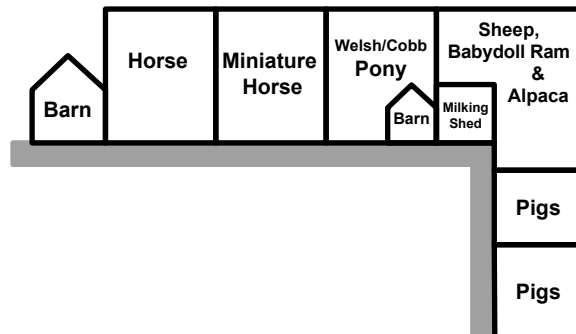 Barn
Horse
Miniature
Horse
Welsh/Cobb
Pony
Barn
Milking
Shed
Sheep,
Babydoll Ram
&
Alpaca
Pigs
Pigs